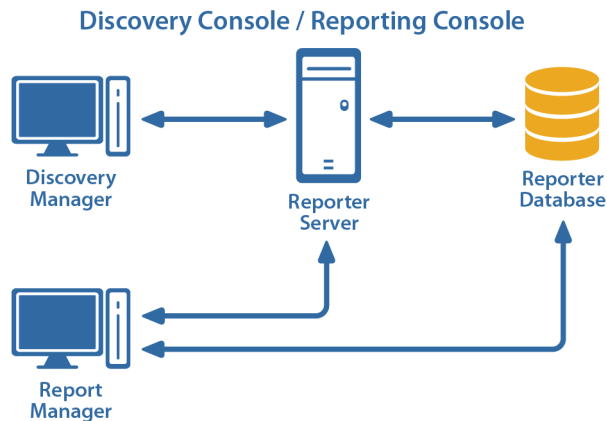 Discovery Console / Reporting Console
Discovery
Manager
Reporter
Server
Reporter
Database
Report
Manager